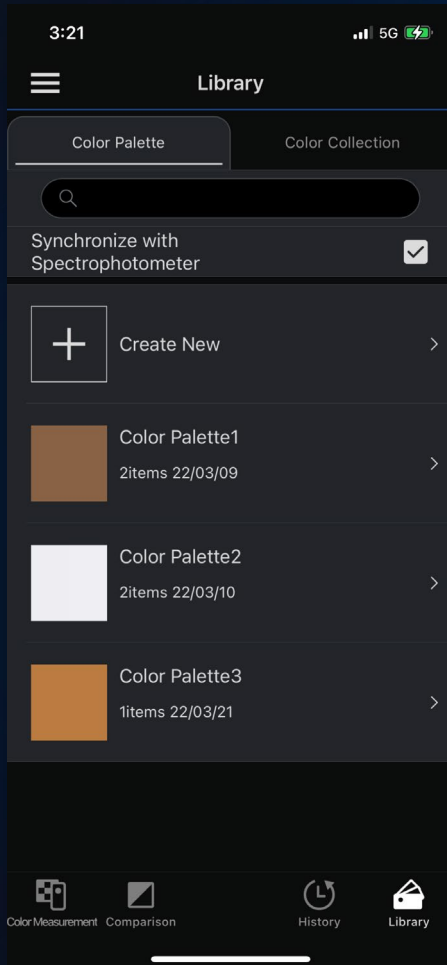 3:21
5G
Library
Color Palette
Color Collection
Synchronize with
Spectrophotometer
Create New
Color Palette1
2items 22/03/09
Color Palette2
2items 22/03/10
Color Palette3
1items 22/03/21
Color Measurement
Comparison
History
Library